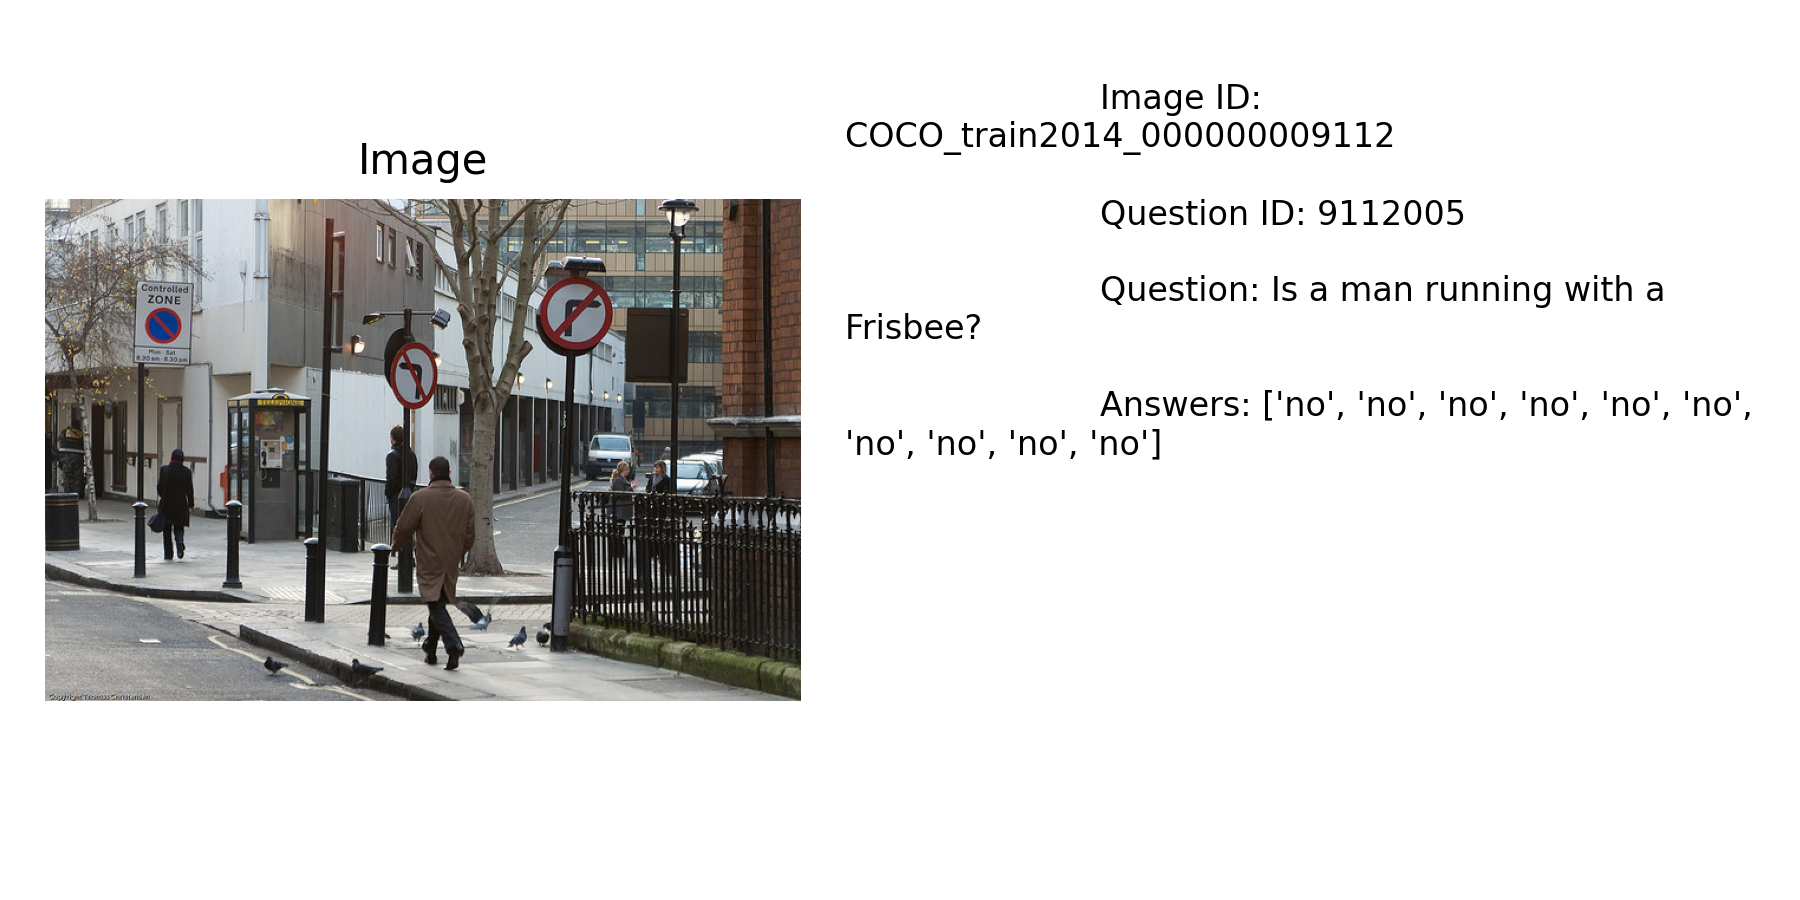 Image
Controlled
ZONE
Mon - Sat
8.30 am - 6.30 pm
TELEPHONE
Copyright Thomas Christensen
Image ID:
COCO_train2014_000000009112
Question ID: 9112005
Question: Is a man running with a
Frisbee?
Answers: ['no', 'no', 'no', 'no', 'no', 'no',
'no', 'no', 'no', 'no']